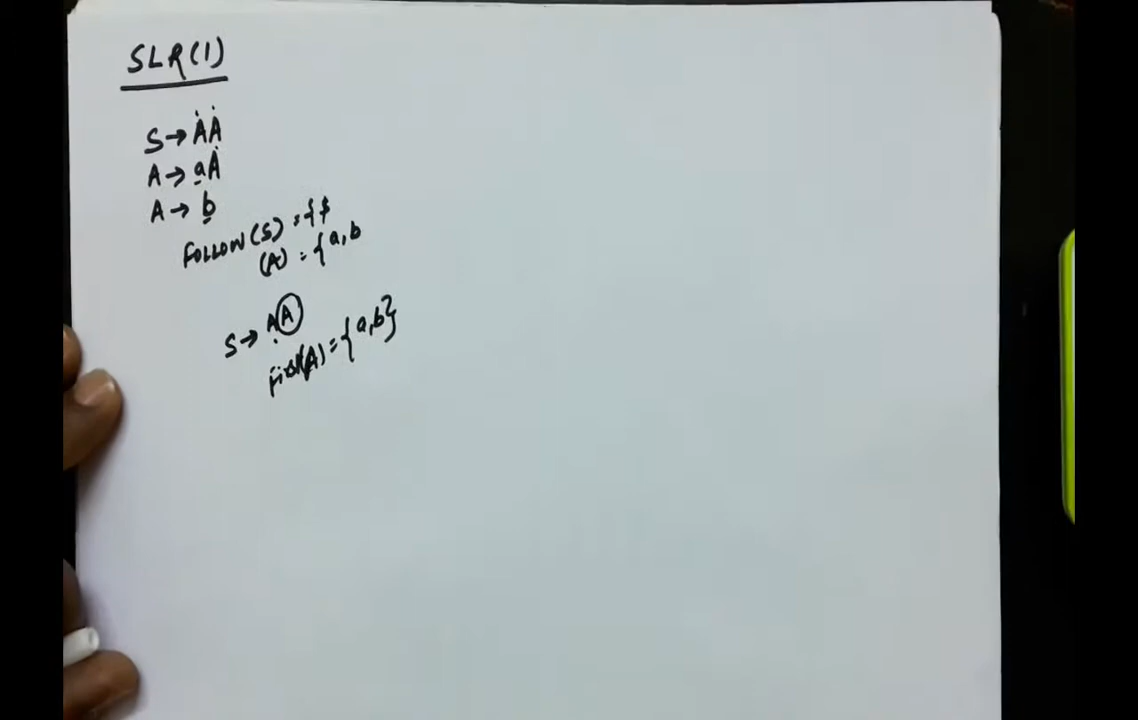 SLR(1)
S → AA
A → aA
A → b
FOLLOW(S) = {$
(A) = {a,b
S → AA
First(A) = {a,b}